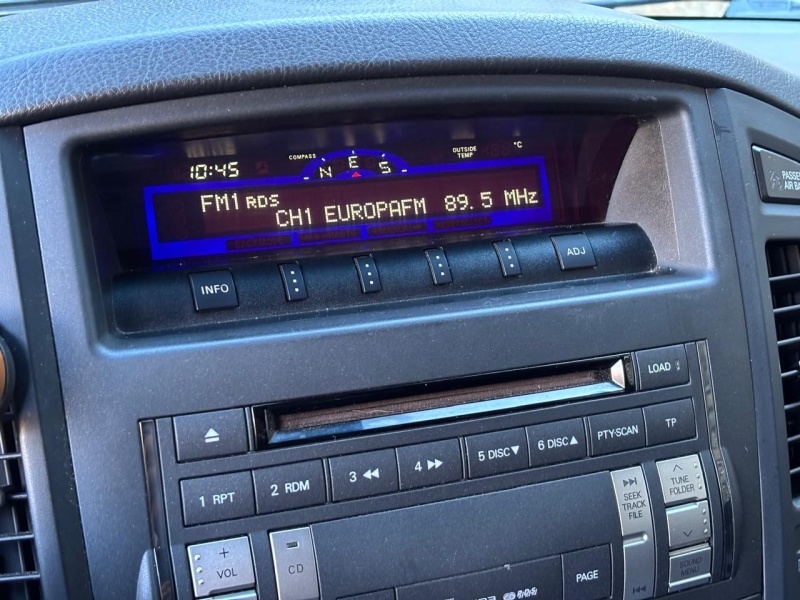 10:45
COMPASS
N E S
OUTSIDE TEMP
°C
FM1 RDS
CH1 EUROPAFM 89.5 MHz
INFO
ADJ
PASSE
AIR BA
LOAD
5 DISC▼
6 DISC▲
PTY-SCAN
TP
1 RPT
2 RDM
3 ◀◀
4 ▶▶
SEEK
TRACK
FILE
TUNE
FOLDER
+
VOL
CD
PAGE
SOUND
MENU